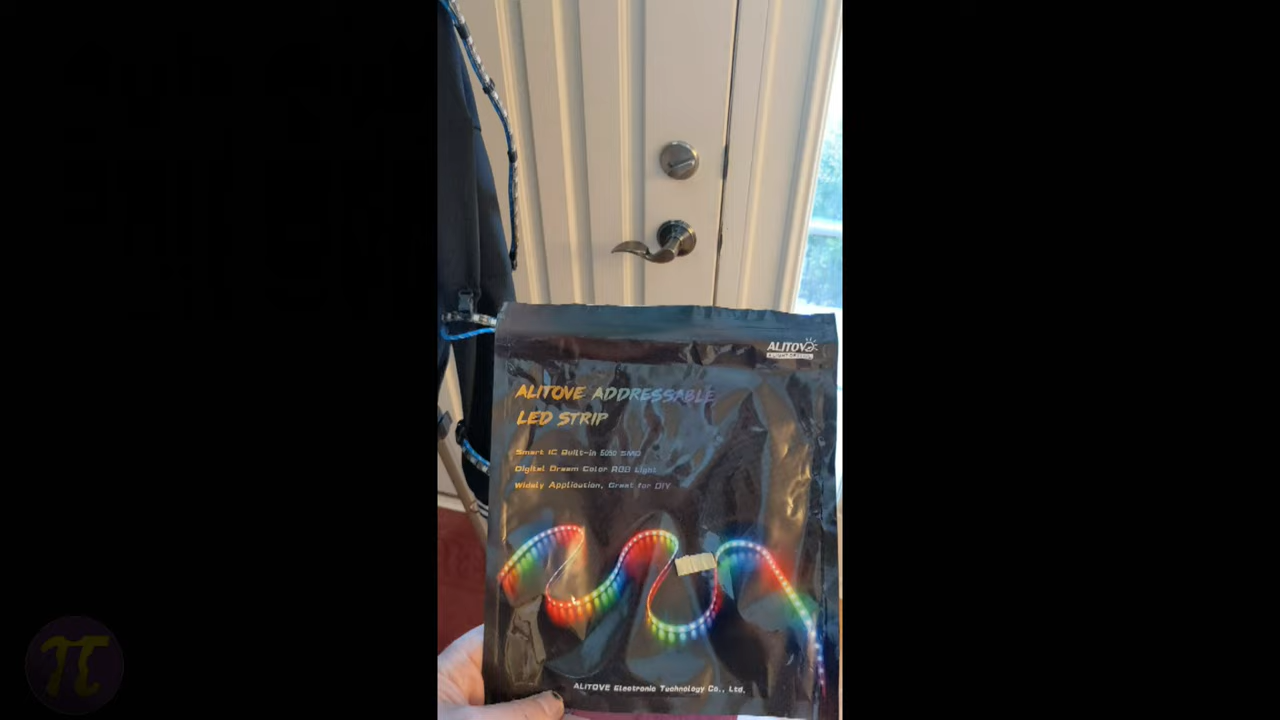 ALITOVE
ALITOVE ADDRESSABLE
LED STRIP
Smart IC Built-in 5050 SMD
Digital Dream Color RGB Light
Widely Application, Great for DIY
ALITOVE Electronic Technology Co., Ltd.
π